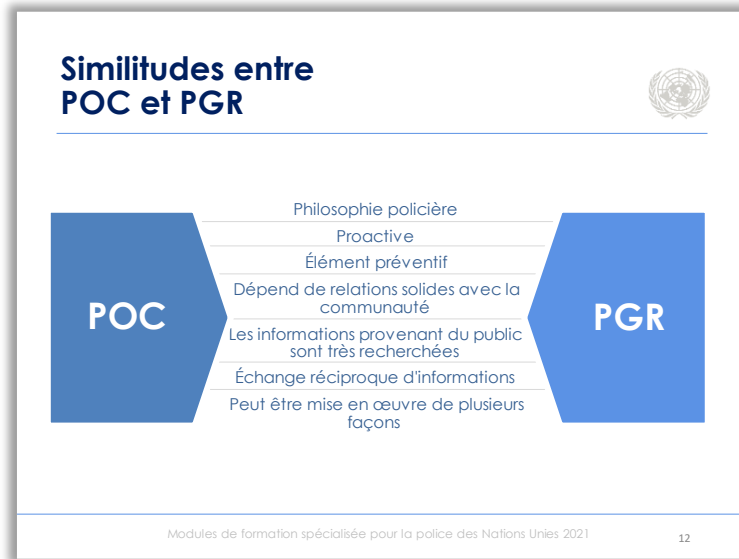 Similitudes entre
POC et PGR
Philosophie policière
Proactive
Élément préventif
Dépend de relations solides avec la
communauté
POC
PGR
Les informations provenant du public
sont très recherchées
Échange réciproque d'informations
Peut être mise en œuvre de plusieurs
façons
Modules de formation spécialisée pour la police des Nations Unies 2021
12